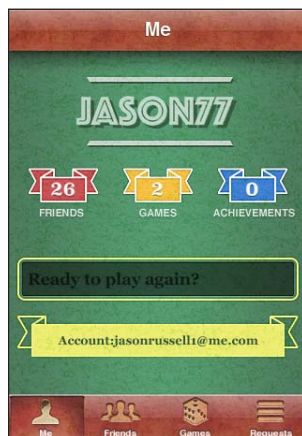 Me
JASON77
26 2 0
FRIENDS GAMES ACHIEVEMENTS
Ready to play again?
Account:jasonrussell1@me.com
Me Friends Games Requests